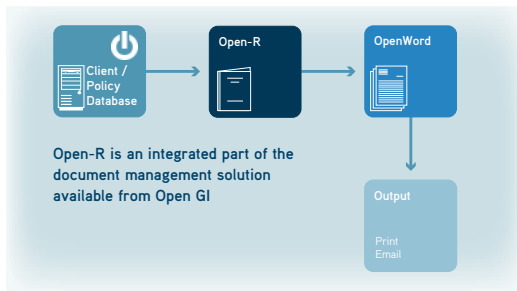 Client /
Policy
Database
Open-R
OpenWord
Open-R is an integrated part of the
document management solution
available from Open GI
Output
Print
Email